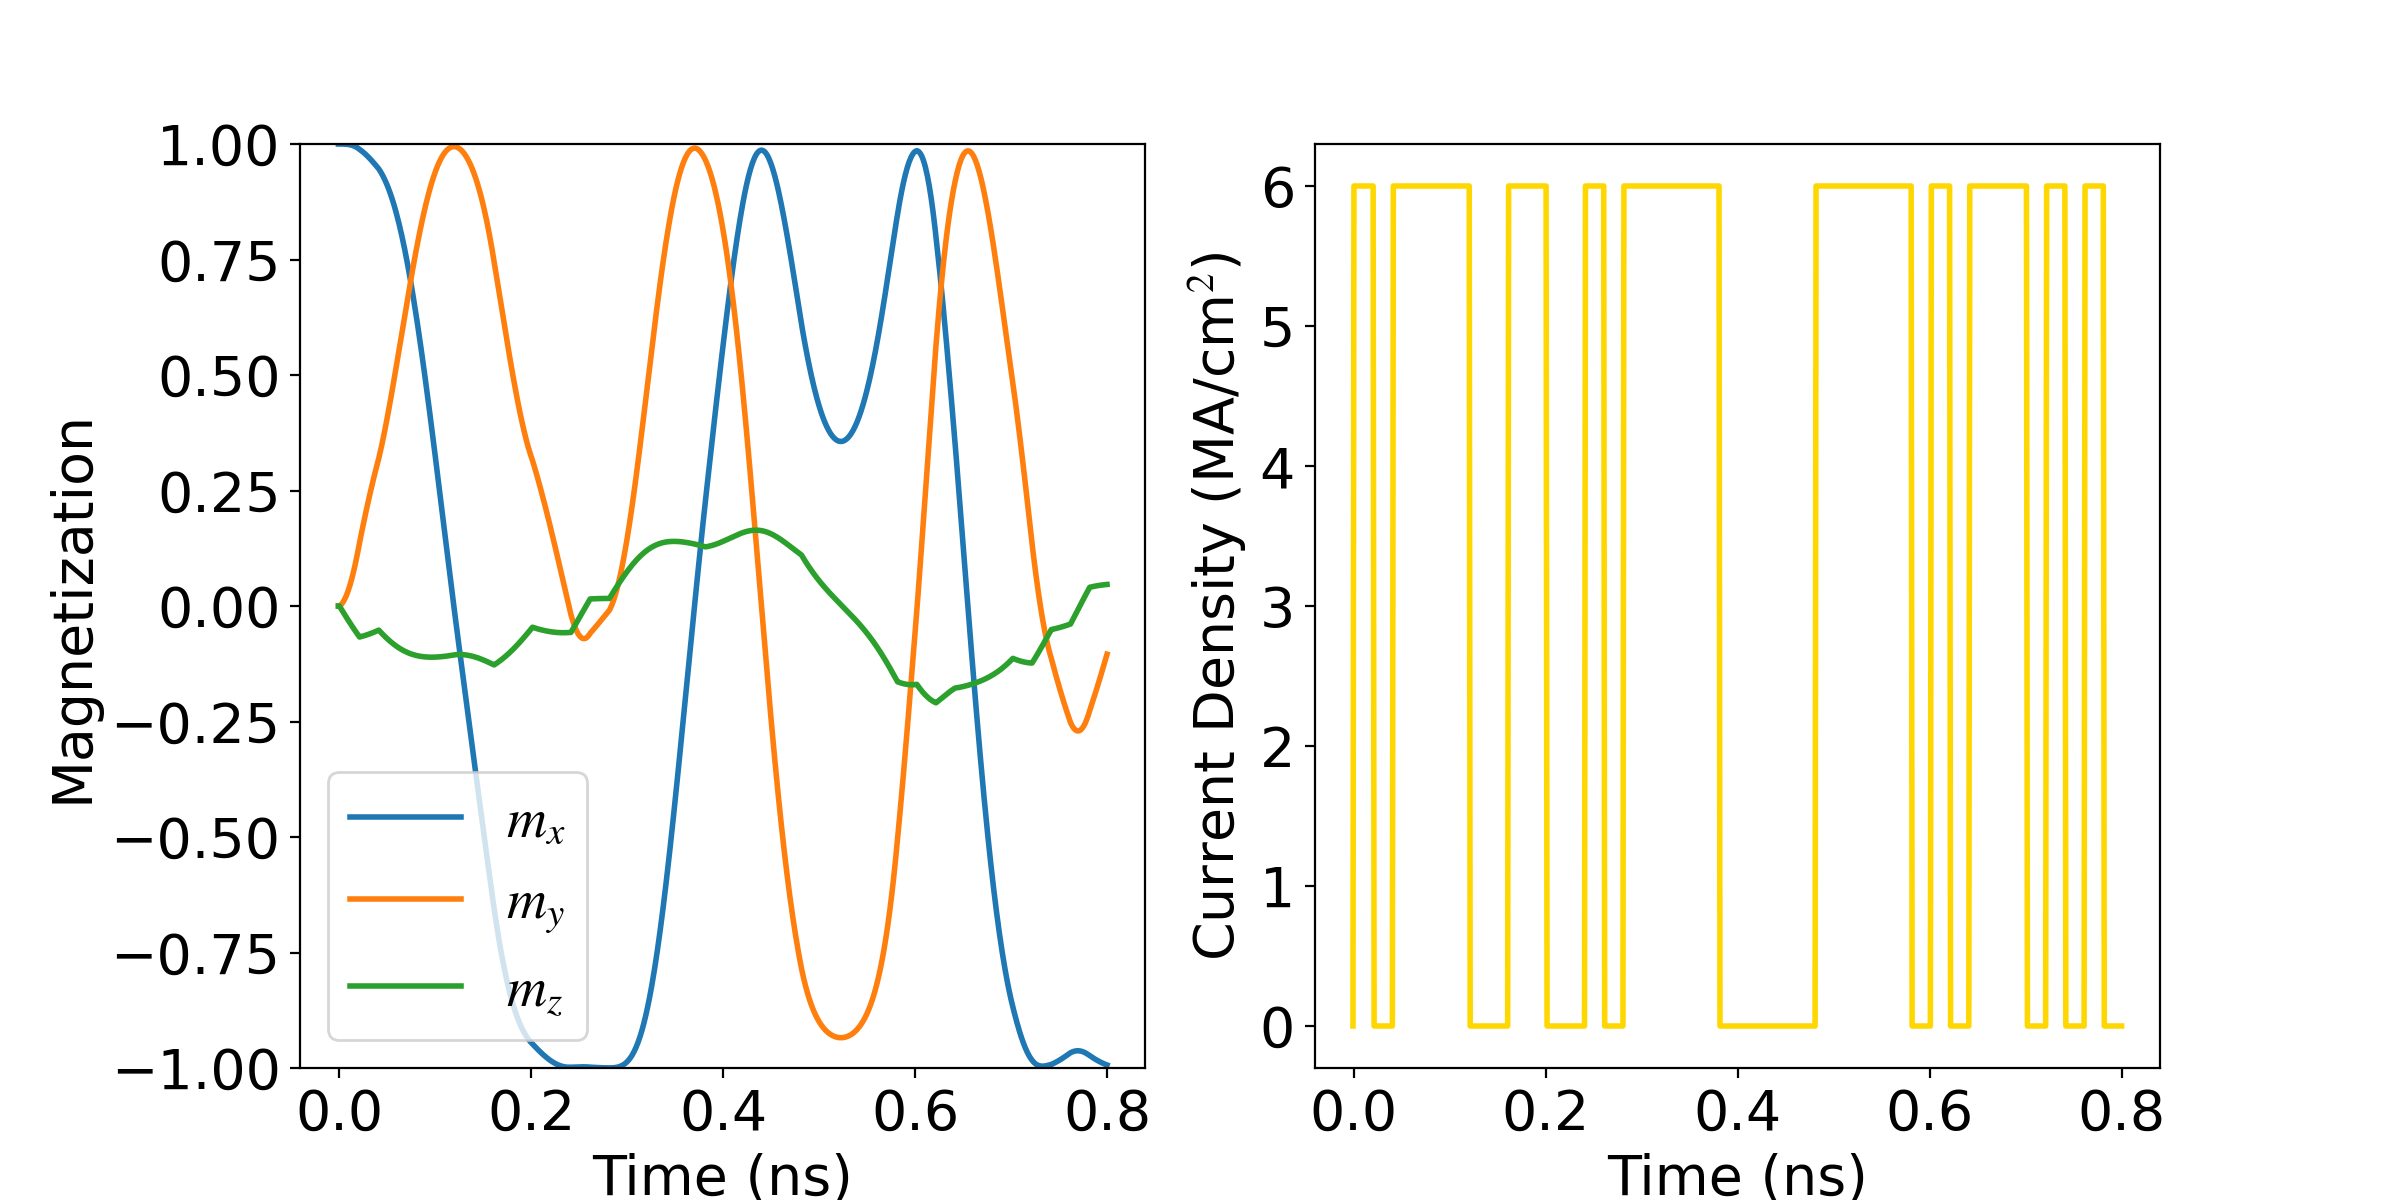 1.00
0.75
0.50
0.25
0.00
−0.25
−0.50
−0.75
−1.00
Magnetization
m_x
m_y
m_z
0.0 0.2 0.4 0.6 0.8
Time (ns)
6
5
4
3
2
1
0
Current Density (MA/cm²)
0.0 0.2 0.4 0.6 0.8
Time (ns)